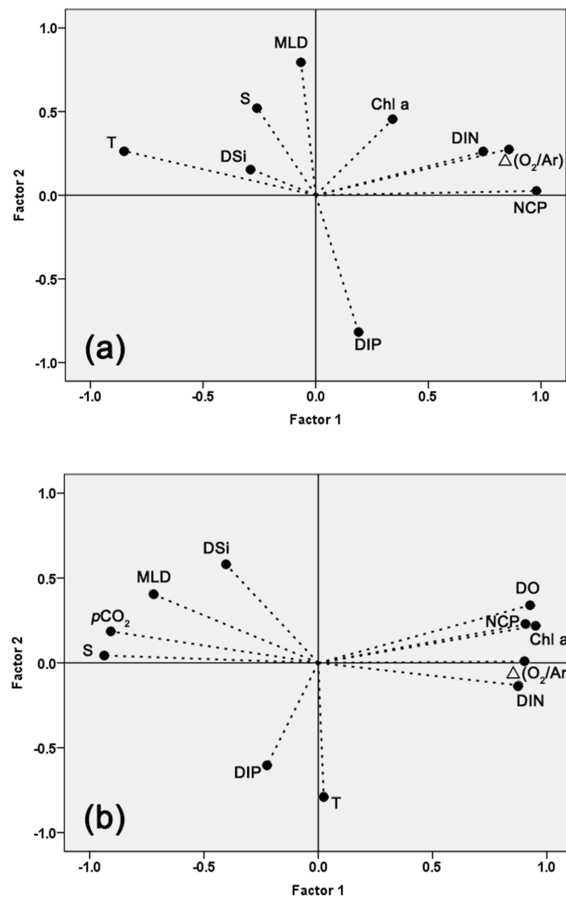 1.0
MLD
Chl a
0.5
S
DIN
T
DSi
△(O₂/Ar)
Factor 2
0.0
NCP
-0.5
DIP
(a)
-1.0
-1.0 -0.5 0.0 0.5 1.0
Factor 1
1.0
DSi
0.5
MLD
DO
pCO₂
NCP
Chl a
S
Factor 2
0.0
△(O₂/Ar
DIN
-0.5
DIP
T
(b)
-1.0
-1.0 -0.5 0.0 0.5 1.0
Factor 1